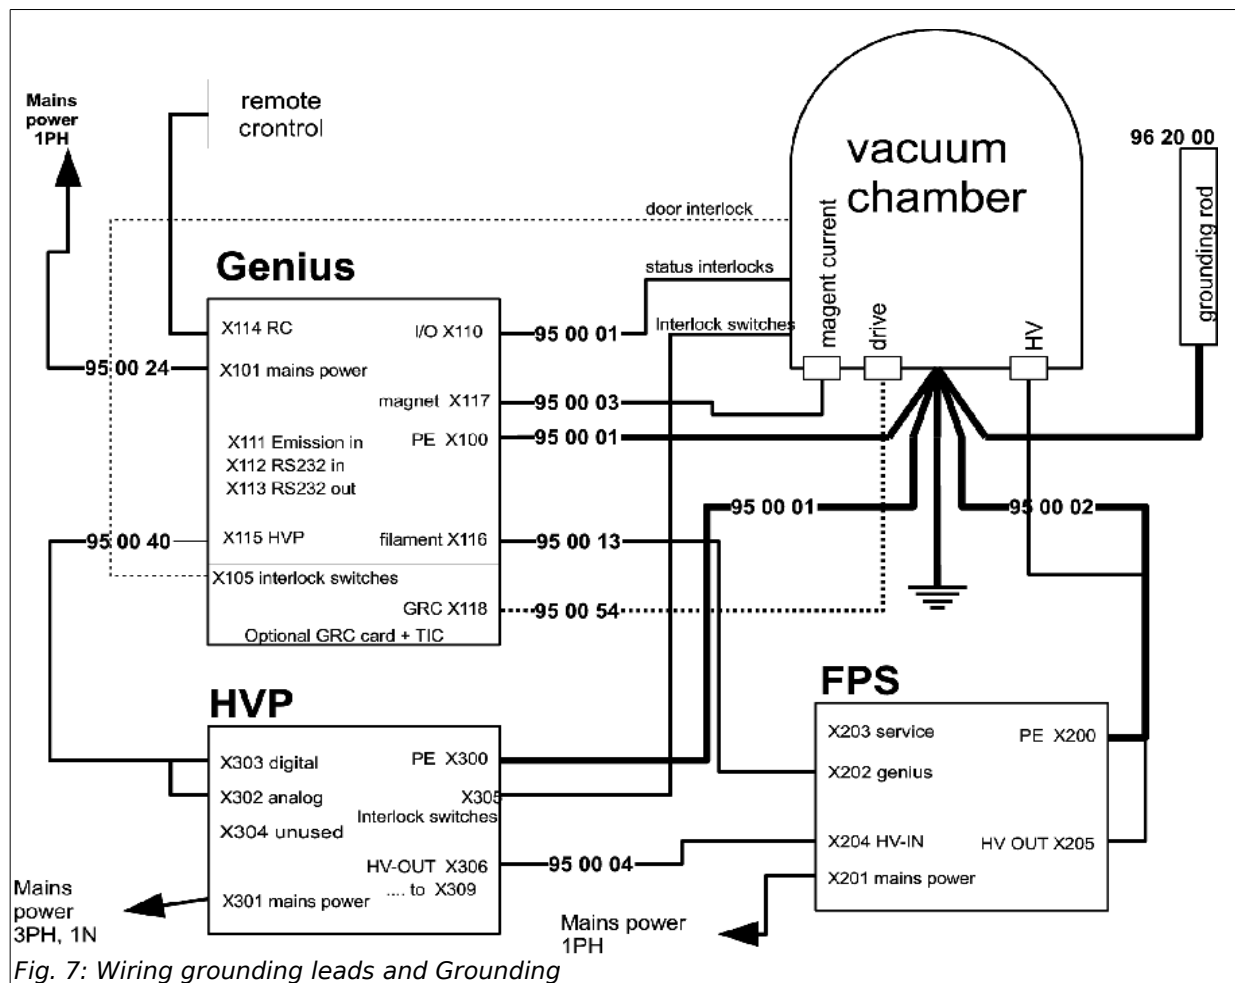 Mains
power
1PH
remote
crontrol
96 20 00
vacuum
chamber
grounding rod
door interlock
magent current
drive
HV
Genius
status interlocks
Interlock switches
X114 RC
I/O X110
95 00 01
95 00 24
X101 mains power
magnet X117
95 00 03
PE X100
95 00 01
X111 Emission in
X112 RS232 in
X113 RS232 out
95 00 01
95 00 02
95 00 40
X115 HVP
filament X116
95 00 13
X105 interlock switches
GRC X118
95 00 54
Optional GRC card + TIC
HVP
FPS
X303 digital
PE X300
X302 analog
X305
Interlock switches
X304 unused
HV-OUT X306
.... to X309
95 00 04
X301 mains power
Mains
power
3PH, 1N
X203 service
PE X200
X202 genius
X204 HV-IN
HV OUT X205
X201 mains power
Mains power
1PH
Fig. 7: Wiring grounding leads and Grounding